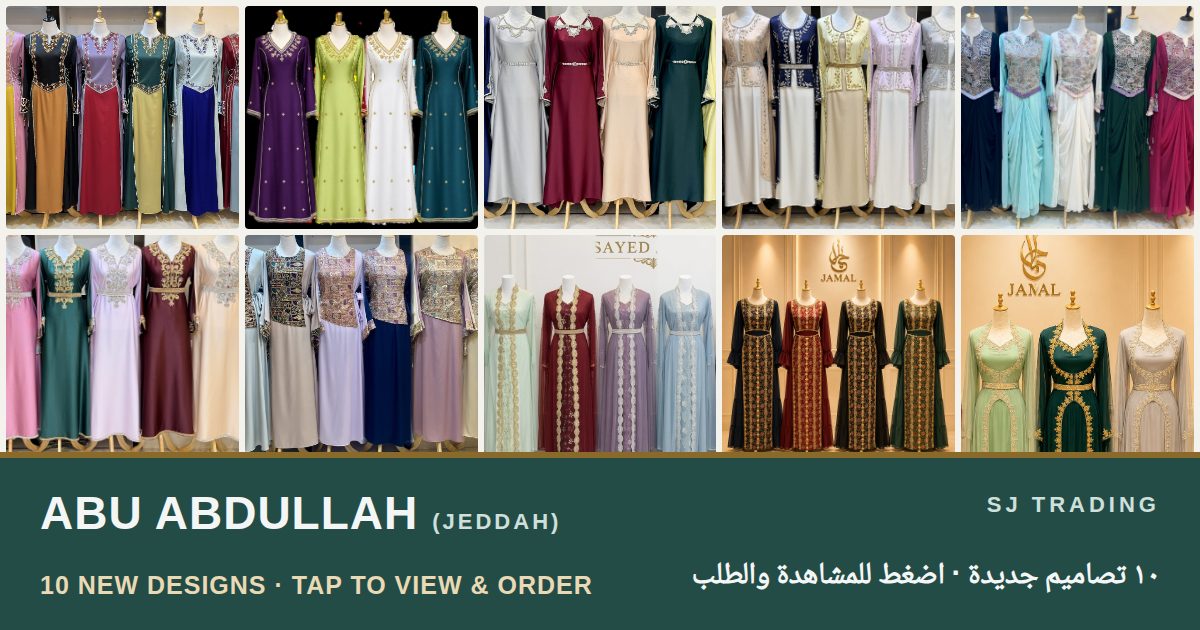 SAYED
JAMAL
JAMAL
ABU ABDULLAH (JEDDAH)
SJ TRADING
10 NEW DESIGNS · TAP TO VIEW & ORDER
١٠ تصاميم جديدة · اضغط للمشاهدة والطلب